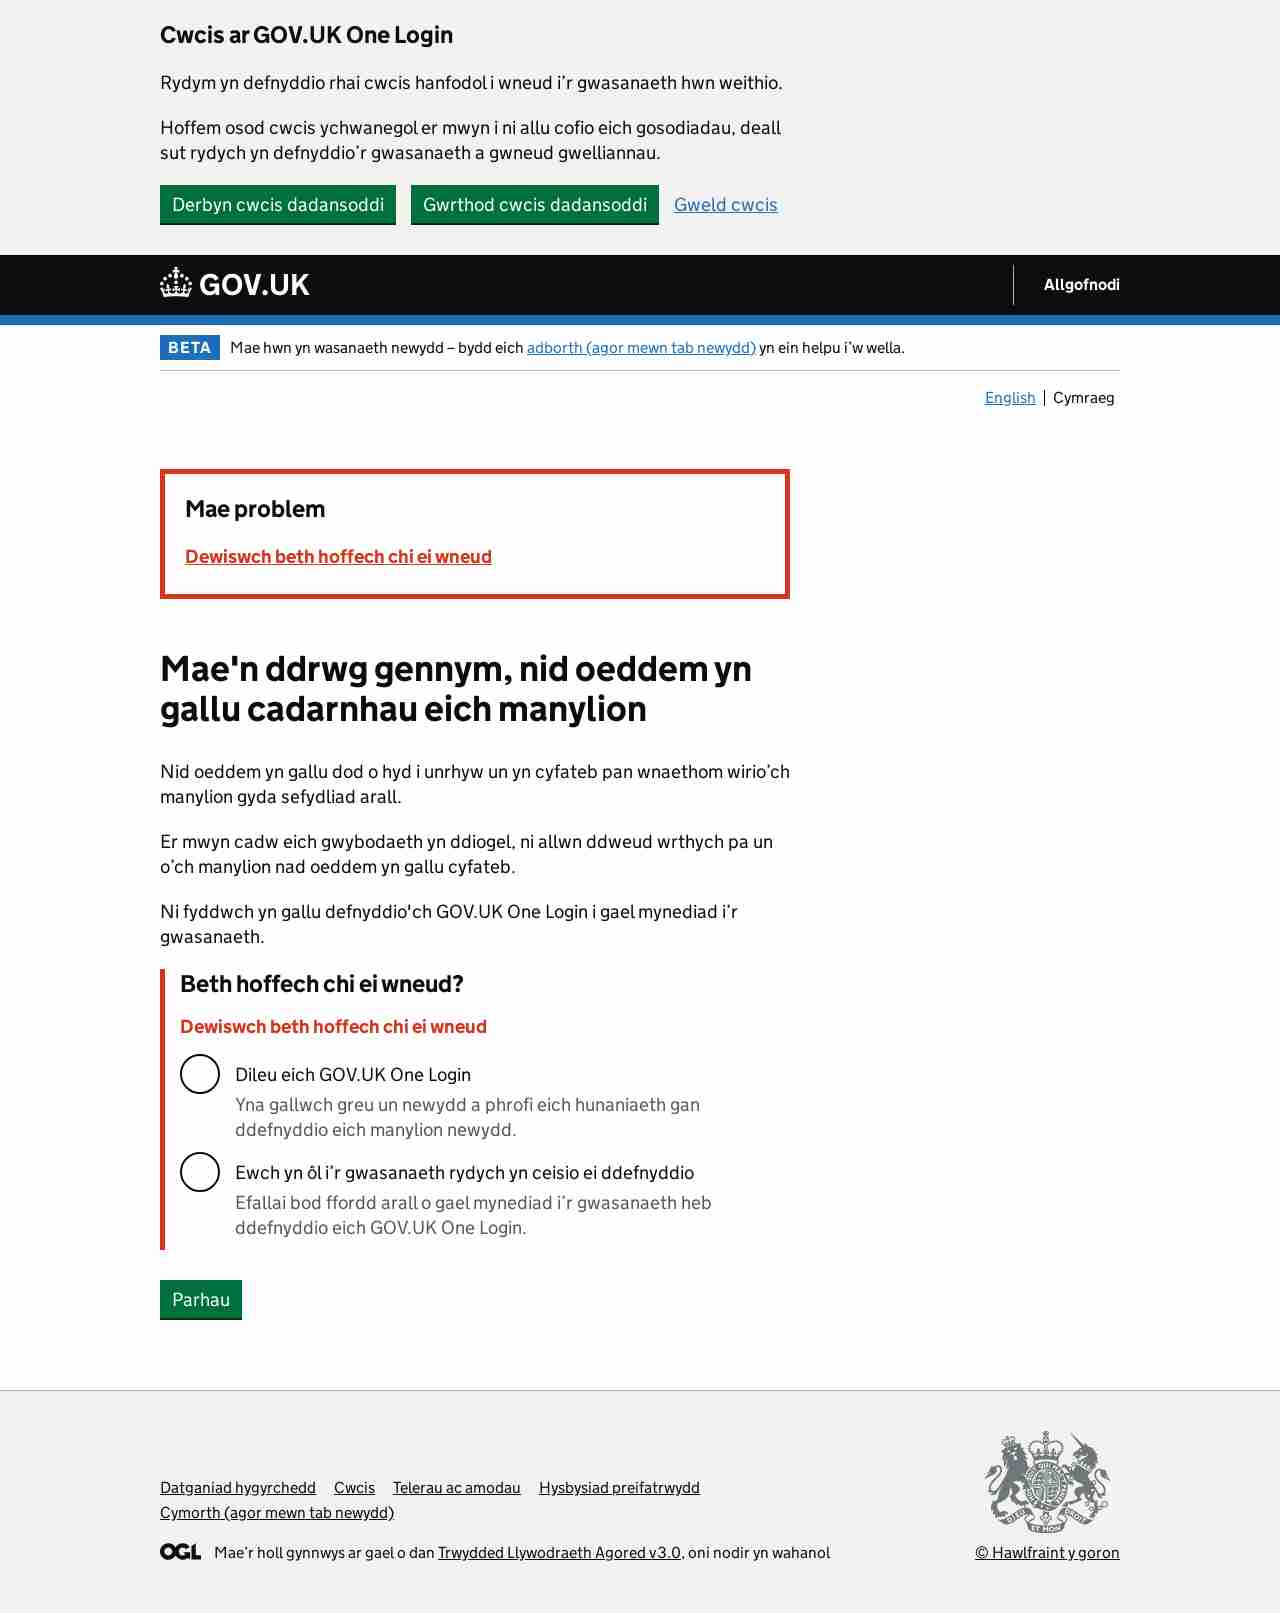 Cwcis ar GOV.UK One Login
Rydym yn defnyddio rhai cwcis hanfodol i wneud i’r gwasanaeth hwn weithio.
Hoffem osod cwcis ychwanegol er mwyn i ni allu cofio eich gosodiadau, deall
sut rydych yn defnyddio’r gwasanaeth a gwneud gwelliannau.
Derbyn cwcis dadansoddi Gwrthod cwcis dadansoddi Gweld cwcis
GOV.UK Allgofnodi
BETA Mae hwn yn wasanaeth newydd – bydd eich adborth (agor mewn tab newydd) yn ein helpu i’w wella.
English Cymraeg
Mae problem
Dewiswch beth hoffech chi ei wneud
Mae'n ddrwg gennym, nid oeddem yn
gallu cadarnhau eich manylion
Nid oeddem yn gallu dod o hyd i unrhyw un yn cyfateb pan wnaethom wirio’ch
manylion gyda sefydliad arall.
Er mwyn cadw eich gwybodaeth yn ddiogel, ni allwn ddweud wrthych pa un
o’ch manylion nad oeddem yn gallu cyfateb.
Ni fyddwch yn gallu defnyddio'ch GOV.UK One Login i gael mynediad i’r
gwasanaeth.
Beth hoffech chi ei wneud?
Dewiswch beth hoffech chi ei wneud
Dileu eich GOV.UK One Login
Yna gallwch greu un newydd a phrofi eich hunaniaeth gan
ddefnyddio eich manylion newydd.
Ewch yn ôl i’r gwasanaeth rydych yn ceisio ei ddefnyddio
Efallai bod ffordd arall o gael mynediad i’r gwasanaeth heb
ddefnyddio eich GOV.UK One Login.
Parhau
Datganiad hygyrchedd Cwcis Telerau ac amodau Hysbysiad preifatrwydd
Cymorth (agor mewn tab newydd)
DIEU ET MON DROIT
OGL Mae’r holl gynnwys ar gael o dan Trwydded Llywodraeth Agored v3.0, oni nodir yn wahanol
© Hawlfraint y goron